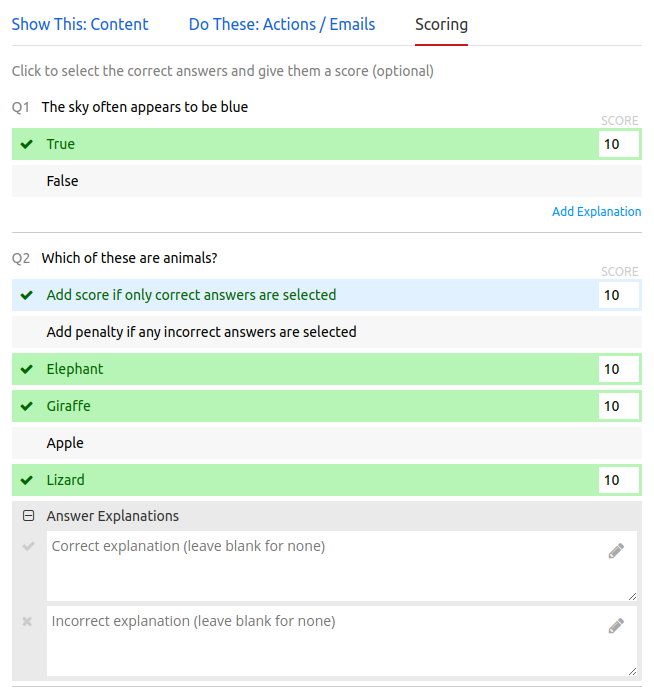 Show This: Content Do These: Actions / Emails Scoring
Click to select the correct answers and give them a score (optional)
Q1 The sky often appears to be blue
SCORE
True 10
False
Add Explanation
Q2 Which of these are animals?
SCORE
Add score if only correct answers are selected 10
Add penalty if any incorrect answers are selected
Elephant 10
Giraffe 10
Apple
Lizard 10
Answer Explanations
Correct explanation (leave blank for none)
Incorrect explanation (leave blank for none)